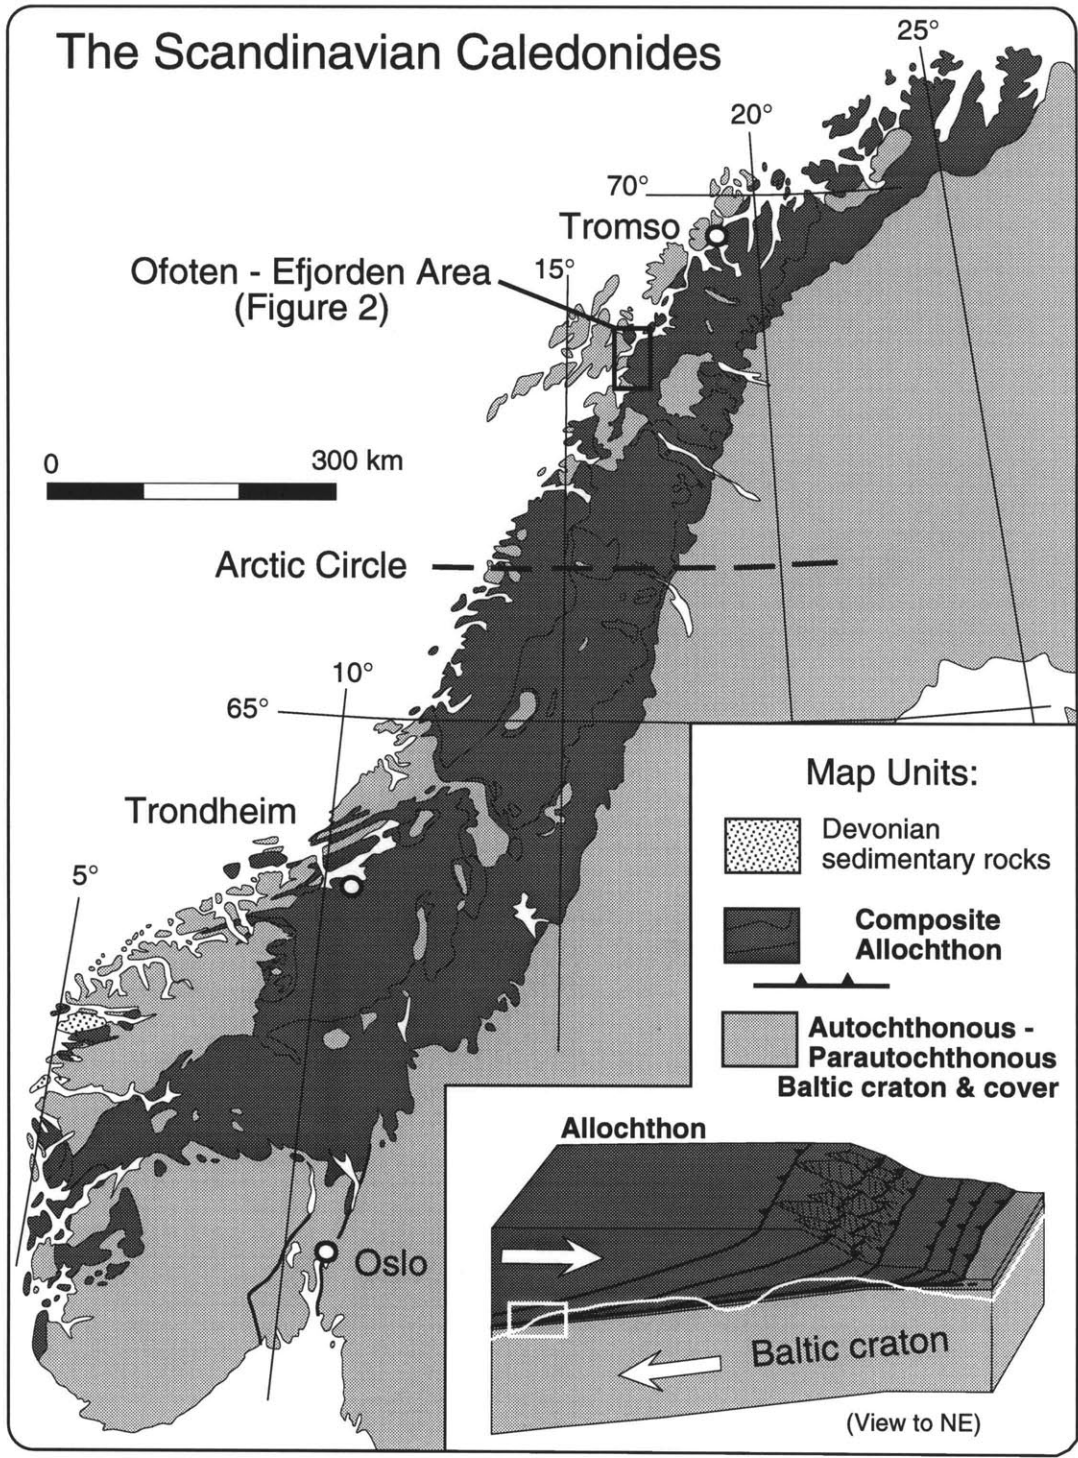 The Scandinavian Caledonides
25°
20°
70°
Tromso
Ofoten - Efjorden Area
(Figure 2)
15°
0
300 km
Arctic Circle
10°
65°
Trondheim
5°
Oslo
Map Units:
Devonian
sedimentary rocks
Composite
Allochthon
Autochthonous -
Parautochthonous
Baltic craton & cover
Allochthon
Baltic craton
(View to NE)